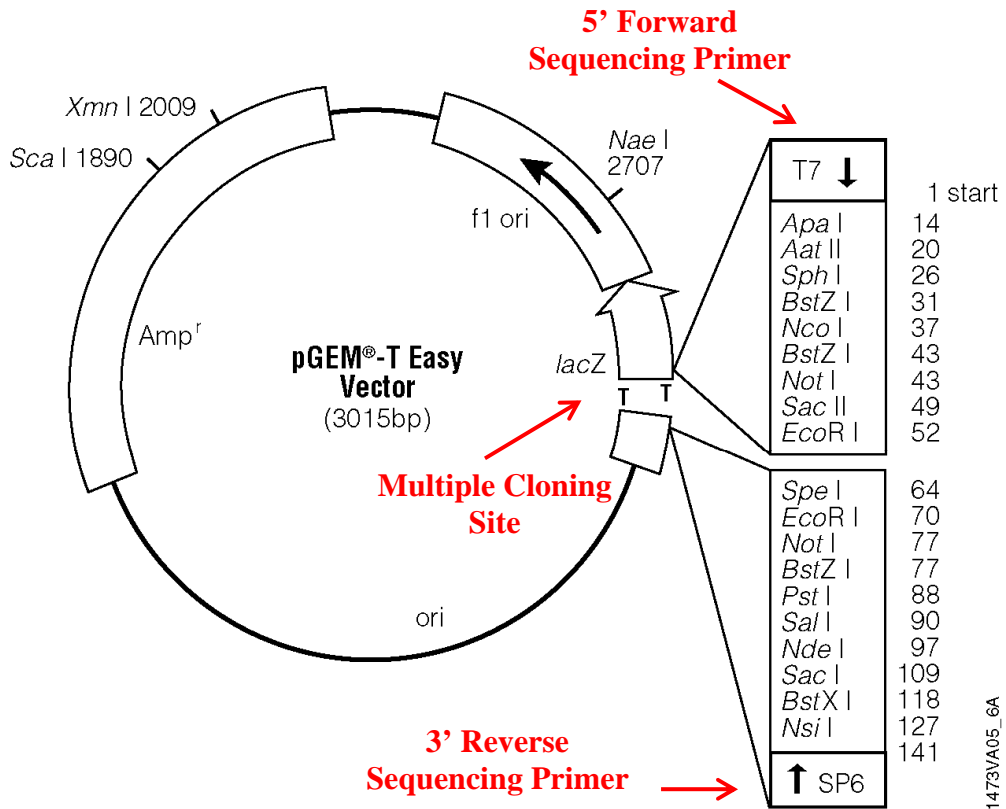 5’ Forward
Sequencing Primer
Xmn I 2009
Sca I 1890
Nae I
2707
f1 ori
Ampʳ
pGEM®-T Easy
Vector
(3015bp)
lacZ
T T
Multiple Cloning
Site
ori
T7 ↓
1 start
Apa I 14
Aat II 20
Sph I 26
BstZ I 31
Nco I 37
BstZ I 43
Not I 43
Sac II 49
EcoR I 52
Spe I 64
EcoR I 70
Not I 77
BstZ I 77
Pst I 88
Sal I 90
Nde I 97
Sac I 109
BstX I 118
Nsi I 127
141
↑ SP6
3’ Reverse
Sequencing Primer
1473VA05_6A